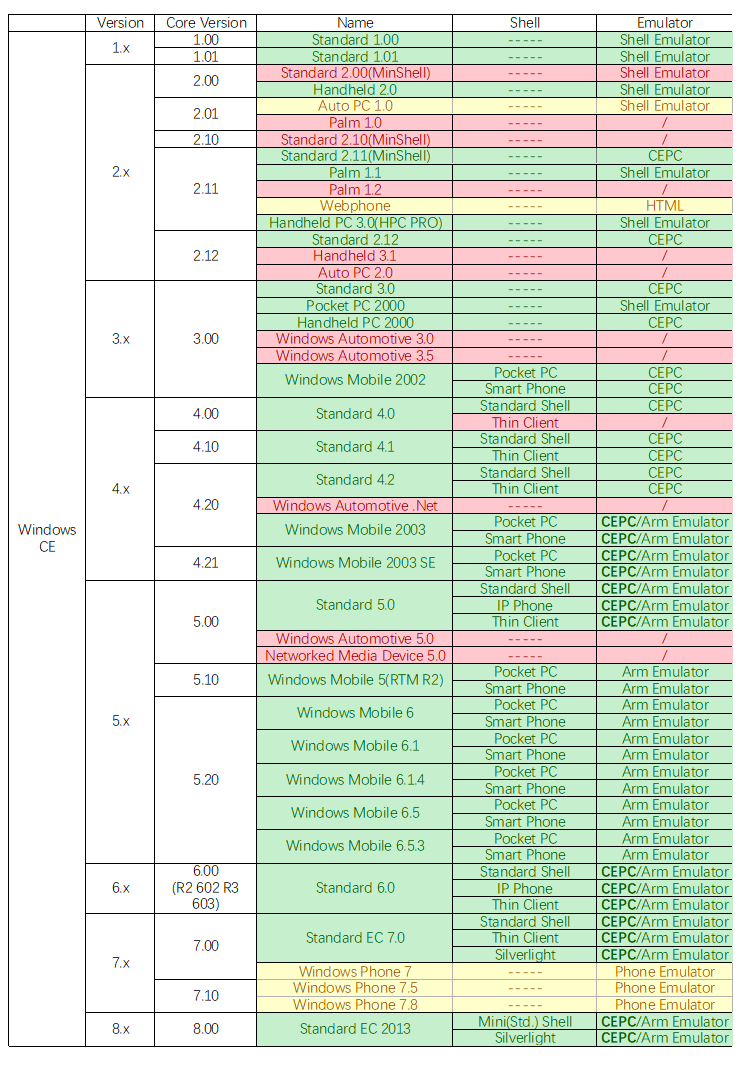 Version Core Version Name Shell Emulator
Windows CE
1.x 1.00 Standard 1.00 ----- Shell Emulator
1.01 Standard 1.01 ----- Shell Emulator
2.x 2.00 Standard 2.00(MinShell) ----- Shell Emulator
Handheld 2.0 ----- Shell Emulator
2.01 Auto PC 1.0 ----- Shell Emulator
Palm 1.0 ----- /
2.10 Standard 2.10(MinShell) ----- /
2.11 Standard 2.11(MinShell) ----- CEPC
Palm 1.1 ----- Shell Emulator
Palm 1.2 ----- /
Webphone ----- HTML
Handheld PC 3.0(HPC PRO) ----- Shell Emulator
2.12 Standard 2.12 ----- CEPC
Handheld 3.1 ----- /
Auto PC 2.0 ----- /
3.x 3.00 Standard 3.0 ----- CEPC
Pocket PC 2000 ----- Shell Emulator
Handheld PC 2000 ----- CEPC
Windows Automotive 3.0 ----- /
Windows Automotive 3.5 ----- /
Windows Mobile 2002 Pocket PC CEPC
Smart Phone CEPC
4.x 4.00 Standard 4.0 Standard Shell CEPC
Thin Client /
4.10 Standard 4.1 Standard Shell CEPC
Thin Client CEPC
4.20 Standard 4.2 Standard Shell CEPC
Thin Client CEPC
Windows Automotive .Net ----- /
Windows Mobile 2003 Pocket PC CEPC/Arm Emulator
Smart Phone CEPC/Arm Emulator
4.21 Windows Mobile 2003 SE Pocket PC CEPC/Arm Emulator
Smart Phone CEPC/Arm Emulator
5.x 5.00 Standard 5.0 Standard Shell CEPC/Arm Emulator
IP Phone CEPC/Arm Emulator
Thin Client CEPC/Arm Emulator
Windows Automotive 5.0 ----- /
Networked Media Device 5.0 ----- /
5.10 Windows Mobile 5(RTM R2) Pocket PC Arm Emulator
Smart Phone Arm Emulator
5.20 Windows Mobile 6 Pocket PC Arm Emulator
Smart Phone Arm Emulator
Windows Mobile 6.1 Pocket PC Arm Emulator
Smart Phone Arm Emulator
Windows Mobile 6.1.4 Pocket PC Arm Emulator
Smart Phone Arm Emulator
Windows Mobile 6.5 Pocket PC Arm Emulator
Smart Phone Arm Emulator
Windows Mobile 6.5.3 Pocket PC Arm Emulator
Smart Phone Arm Emulator
6.x 6.00 (R2 602 R3 603) Standard 6.0 Standard Shell CEPC/Arm Emulator
IP Phone CEPC/Arm Emulator
Thin Client CEPC/Arm Emulator
7.x 7.00 Standard EC 7.0 Standard Shell CEPC/Arm Emulator
Thin Client CEPC/Arm Emulator
Silverlight CEPC/Arm Emulator
Windows Phone 7 ----- Phone Emulator
7.10 Windows Phone 7.5 ----- Phone Emulator
Windows Phone 7.8 ----- Phone Emulator
8.x 8.00 Standard EC 2013 Mini(Std.) Shell CEPC/Arm Emulator
Silverlight CEPC/Arm Emulator